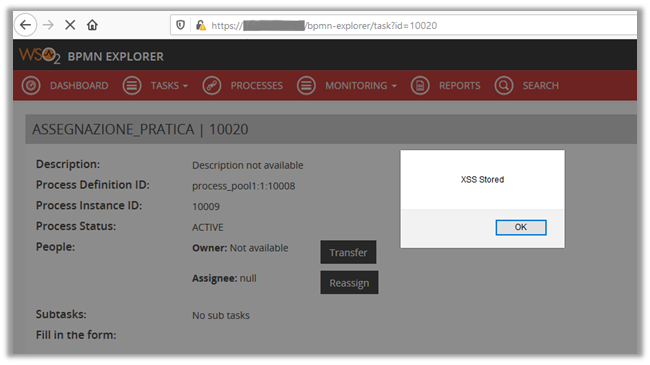 https:// /bpmn-explorer/task?id=10020
WSO2 BPMN EXPLORER
DASHBOARD TASKS PROCESSES MONITORING REPORTS SEARCH
ASSEGNAZIONE_PRATICA | 10020
Description: Description not available
Process Definition ID: process_pool1:1:10008
Process Instance ID: 10009
Process Status: ACTIVE
People: Owner: Not available Transfer
Assignee: null Reassign
Subtasks: No sub tasks
Fill in the form:
XSS Stored
OK